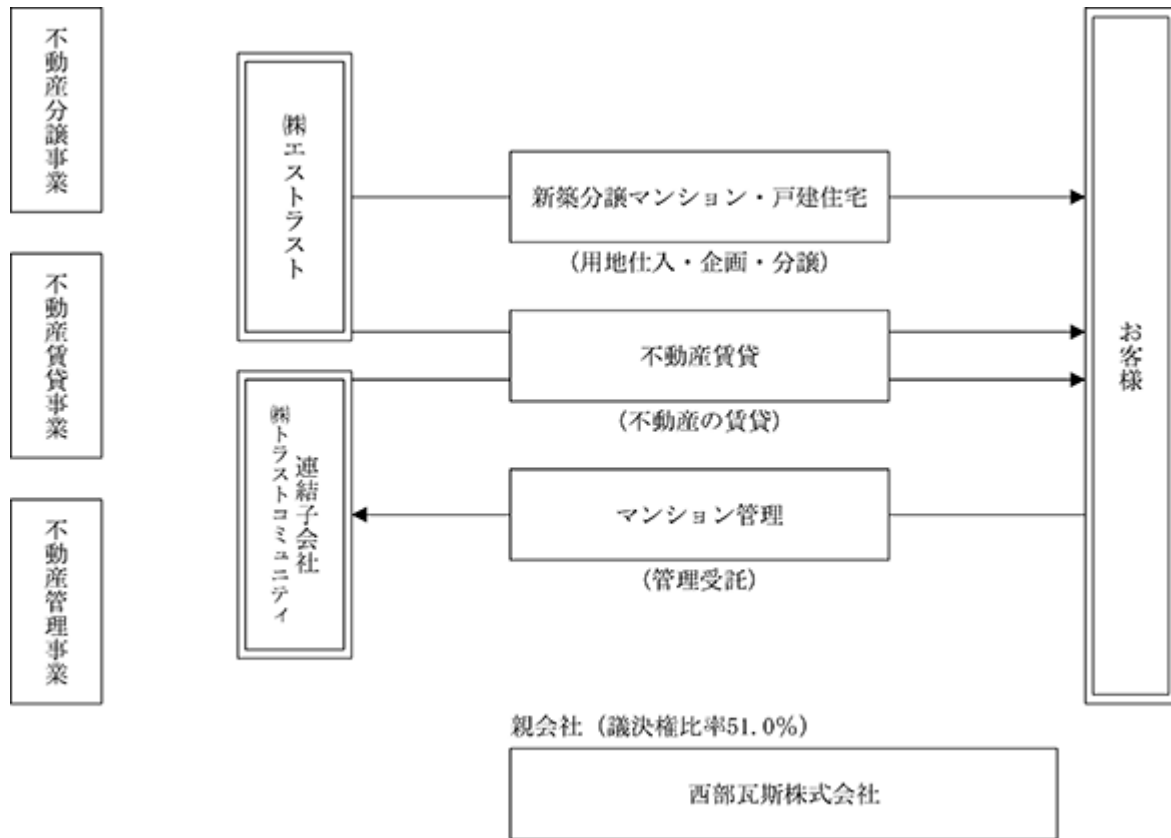 不動産分譲事業
不動産賃貸事業
不動産管理事業
㈱エストラスト
連結子会社
㈱トラストコミュニティ
新築分譲マンション・戸建住宅
(用地仕入・企画・分譲)
不動産賃貸
(不動産の賃貸)
マンション管理
(管理受託)
お客様
親会社 (議決権比率51.0%)
西部瓦斯株式会社